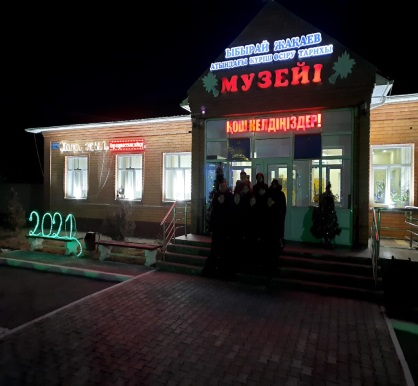 ЫБЫРАЙ ЖАҚАЕВ
АТЫНДАҒЫ КҮРІШ ӨСІРУ ТАРИХЫ
МУЗЕЙІ
ҚОШ КЕЛДІҢІЗДЕР!
2021